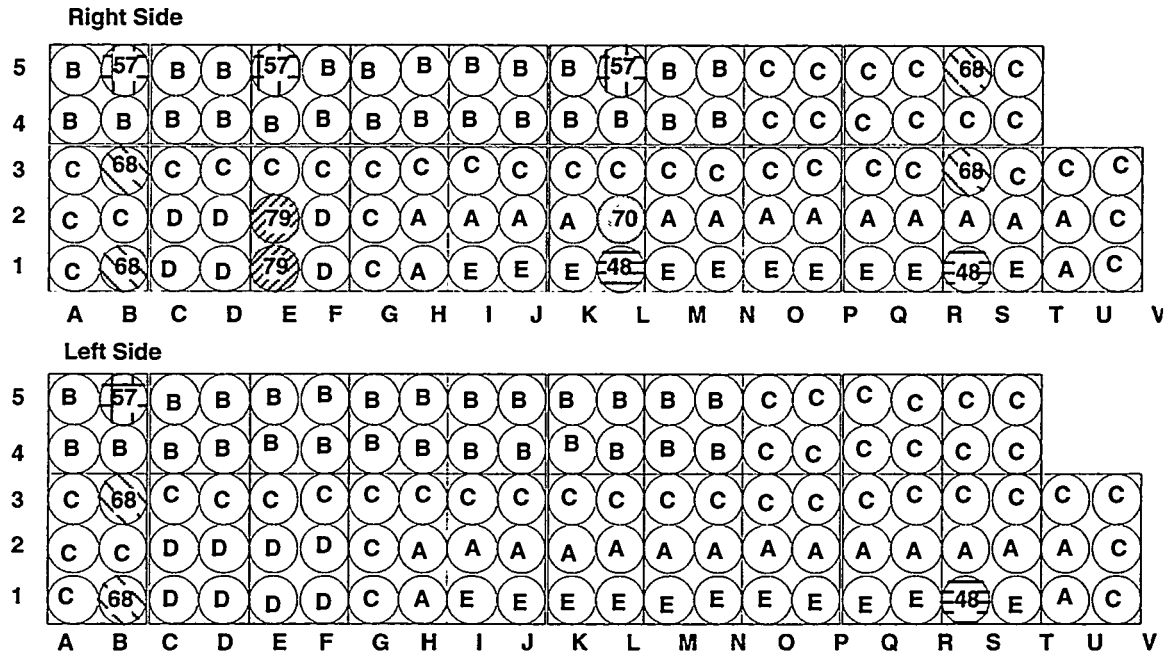 Right Side
5 B 57 B B 57 B B B B B B 57 B B C C C C 68 C
4 B B B B B B B B B B B B B B C C C C C C
3 C 68 C C C C C C C C C C C C C C C C 68 C C C
2 C C D D 79 D C A A A A 70 A A A A A A A A A C
1 C 68 D D 79 D C A E E E 48 E E E E E E 48 E A C
A B C D E F G H I J K L M N O P Q R S T U V
Left Side
5 B 57 B B B B B B B B B B B B C C C C C C
4 B B B B B B B B B B B B B B C C C C C C
3 C 68 C C C C C C C C C C C C C C C C C C C C
2 C C D D D D C A A A A A A A A A A A A A A C
1 C 68 D D D D C A E E E E E E E E E E 48 E A C
A B C D E F G H I J K L M N O P Q R S T U V